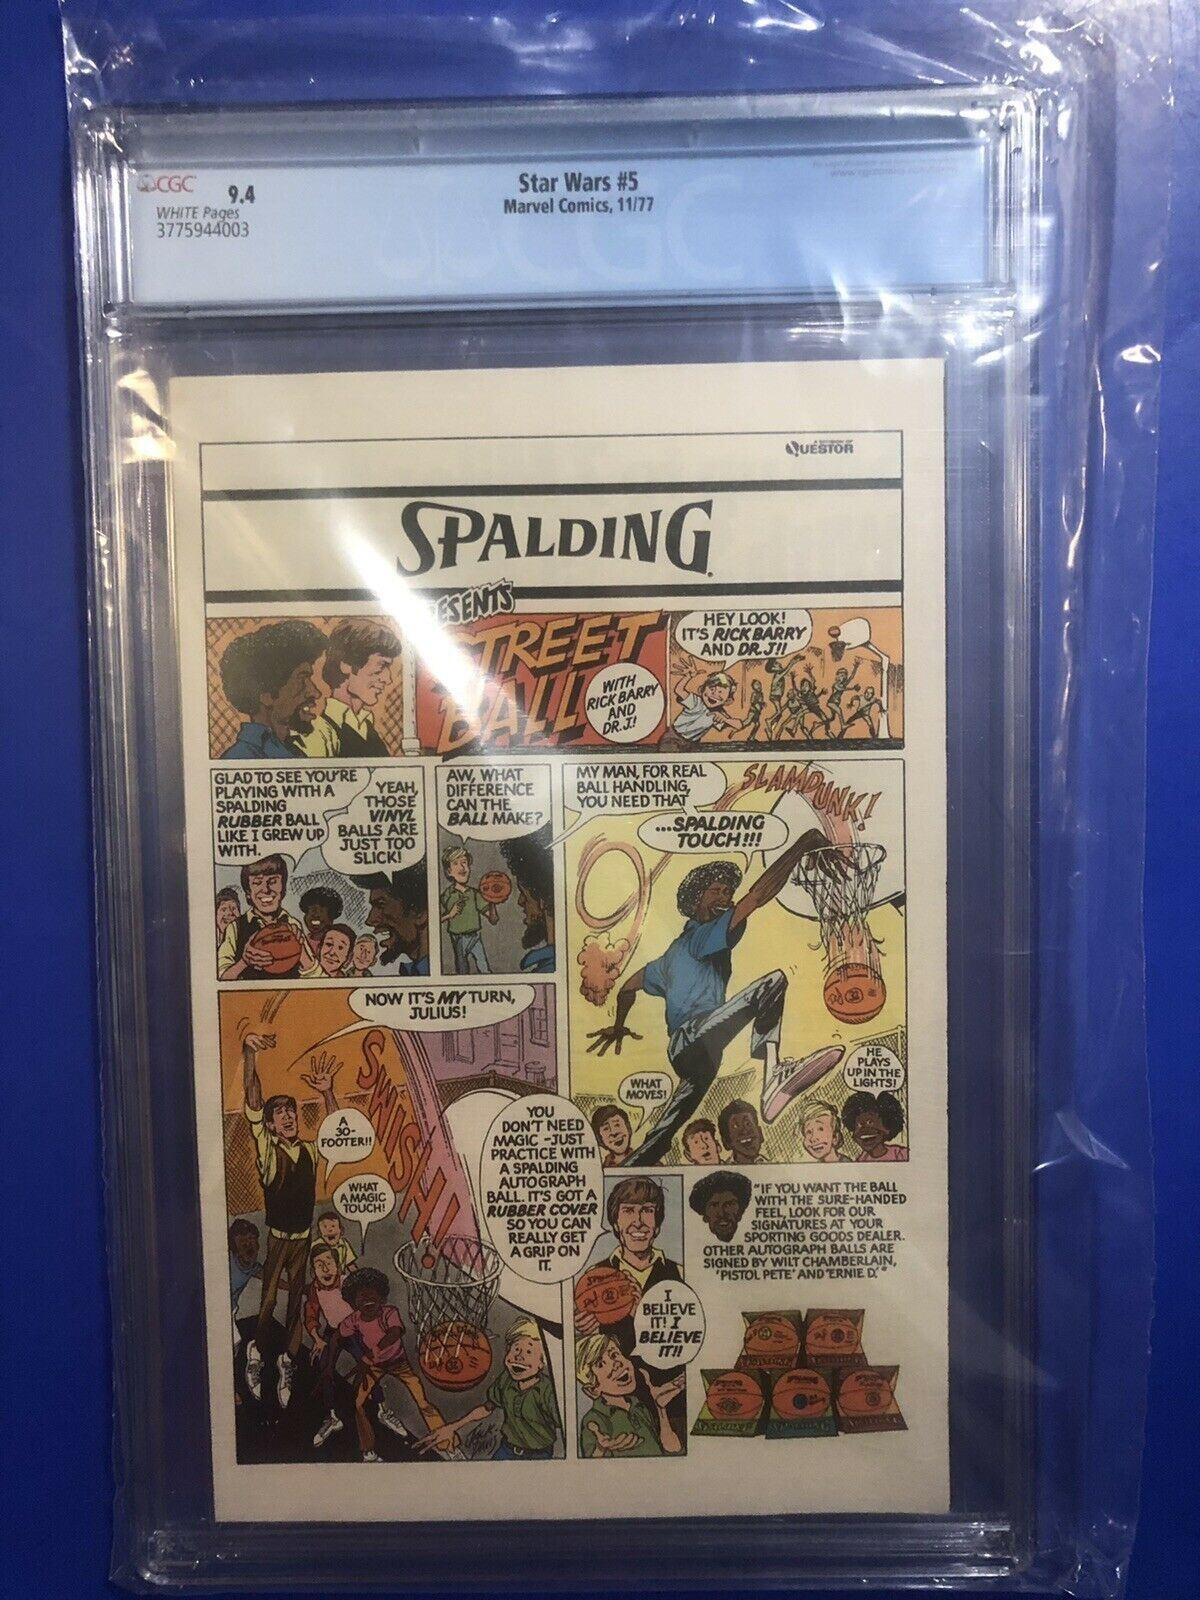 CGC 9.4
WHITE Pages
3775944003
Star Wars #5
Marvel Comics, 11/77
CGC
A DIVISION OF
QUESTOR
SPALDING
ESENTS
STREET
BALL
WITH
RICK BARRY
AND
DR.J.!
HEY LOOK!
IT'S RICK BARRY
AND DR.J!!
GLAD TO SEE YOU'RE
PLAYING WITH A
SPALDING
RUBBER BALL
LIKE I GREW UP
WITH.
YEAH,
THOSE
VINYL
BALLS ARE
JUST TOO
SLICK!
AW, WHAT
DIFFERENCE
CAN THE
BALL MAKE?
MY MAN, FOR REAL
BALL HANDLING,
YOU NEED THAT
...SPALDING
TOUCH!!!
SLAMDUNK!
WHAT
MOVES!
HE
PLAYS
UP IN THE
LIGHTS!
NOW IT'S MY TURN,
JULIUS!
SWISH!
A
30-
FOOTER!!
WHAT
A MAGIC
TOUCH!
YOU
DON'T NEED
MAGIC -JUST
PRACTICE WITH
A SPALDING
AUTOGRAPH
BALL. IT'S GOT A
RUBBER COVER
SO YOU CAN
REALLY GET
A GRIP ON
IT.
I
BELIEVE
IT! I
BELIEVE
IT!!
"IF YOU WANT THE BALL
WITH THE SURE-HANDED
FEEL, LOOK FOR OUR
SIGNATURES AT YOUR
SPORTING GOODS DEALER.
OTHER AUTOGRAPH BALLS ARE
SIGNED BY WILT CHAMBERLAIN,
'PISTOL PETE' AND 'ERNIE D.'"